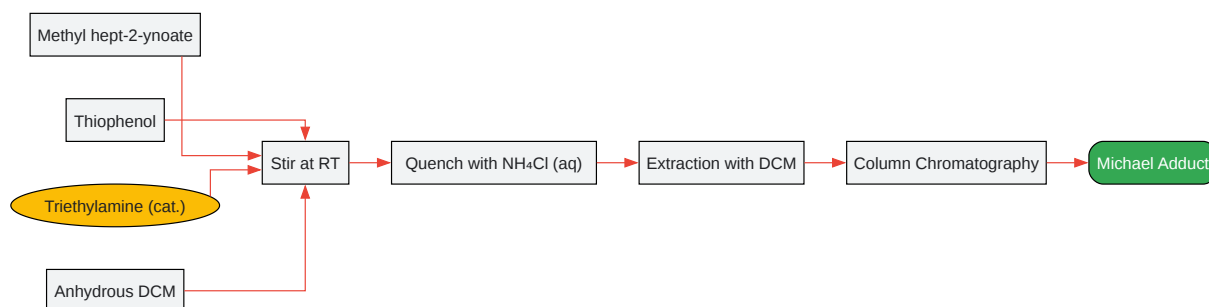 Methyl hept-2-ynoate
Thiophenol
Triethylamine (cat.)
Anhydrous DCM
Stir at RT
Quench with NH₄Cl (aq)
Extraction with DCM
Column Chromatography
Michael Adduct